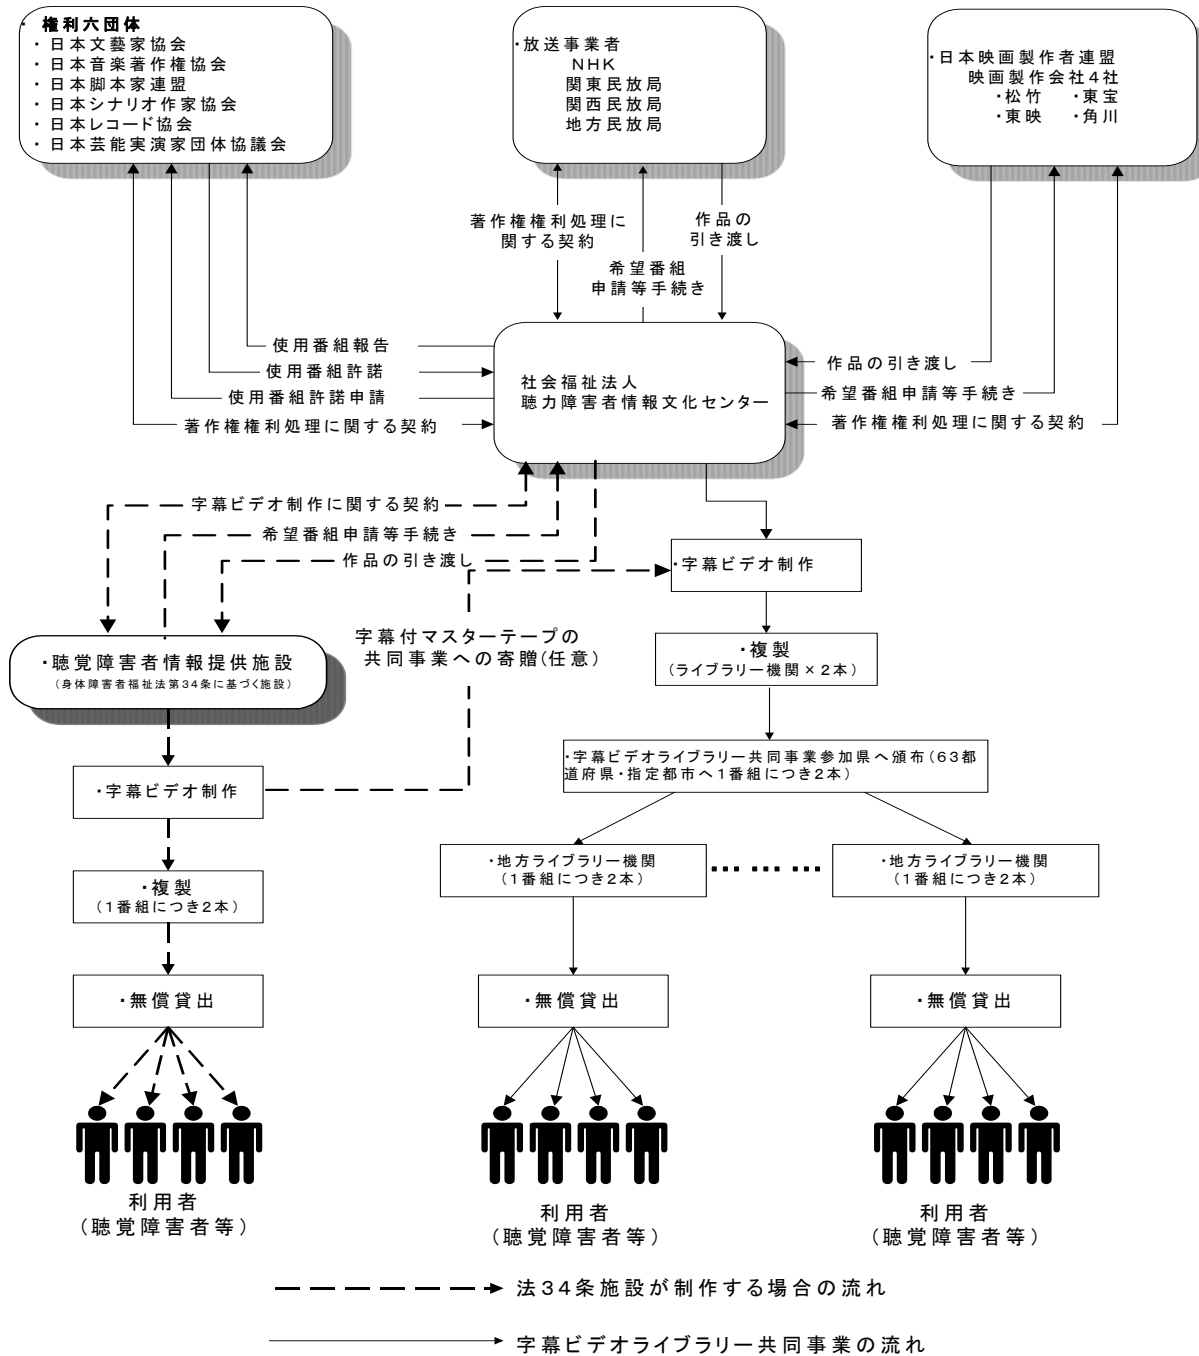 ・ 権利六団体
・ 日本文藝家協会
・ 日本音楽著作権協会
・ 日本脚本家連盟
・ 日本シナリオ作家協会
・ 日本レコード協会
・ 日本芸能実演家団体協議会
・放送事業者
NHK
関東民放局
関西民放局
地方民放局
・日本映画製作者連盟
映画製作会社4社
・松竹 ・東宝
・東映 ・角川
著作権権利処理に
関する契約
希望番組
申請等手続き
作品の
引き渡し
使用番組報告
使用番組許諾
使用番組許諾申請
著作権権利処理に関する契約
社会福祉法人
聴力障害者情報文化センター
作品の引き渡し
希望番組申請等手続き
著作権権利処理に関する契約
字幕ビデオ制作に関する契約
希望番組申請等手続き
作品の引き渡し
・字幕ビデオ制作
字幕付マスターテープの
共同事業への寄贈(任意)
・聴覚障害者情報提供施設
(身体障害者福祉法第34条に基づく施設)
・複製
(ライブラリー機関×2本)
・字幕ビデオライブラリー共同事業参加県へ頒布(63都
道府県・指定都市へ1番組につき2本)
・字幕ビデオ制作
・地方ライブラリー機関
(1番組につき2本)
・地方ライブラリー機関
(1番組につき2本)
・複製
(1番組につき2本)
・無償貸出
・無償貸出
・無償貸出
利用者
(聴覚障害者等)
利用者
(聴覚障害者等)
利用者
(聴覚障害者等)
法34条施設が制作する場合の流れ
字幕ビデオライブラリー共同事業の流れ